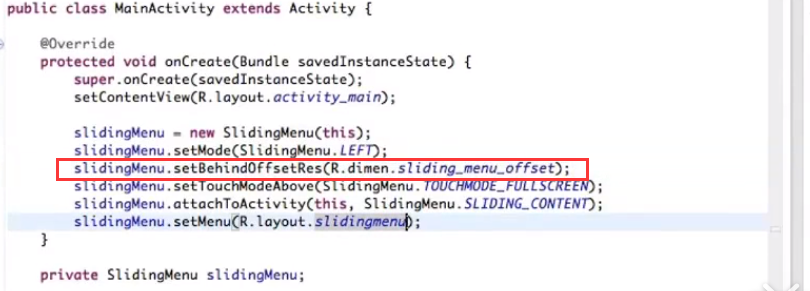 public class MainActivity extends Activity {
@Override
protected void onCreate(Bundle savedInstanceState) {
super.onCreate(savedInstanceState);
setContentView(R.layout.activity_main);
slidingMenu = new SlidingMenu(this);
slidingMenu.setMode(SlidingMenu.LEFT);
slidingMenu.setBehindOffsetRes(R.dimen.sliding_menu_offset);
slidingMenu.setTouchModeAbove(SlidingMenu.TOUCHMODE_FULLSCREEN);
slidingMenu.attachToActivity(this, SlidingMenu.SLIDING_CONTENT);
slidingMenu.setMenu(R.layout.slidingmenu);
}
private SlidingMenu slidingMenu;